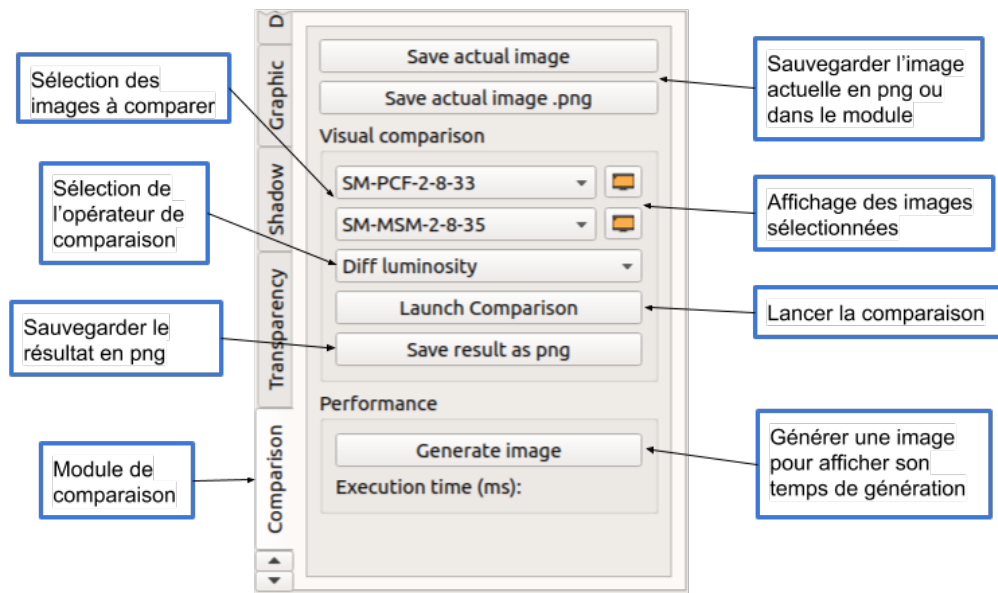 Sélection des
images à comparer
Sélection de
l'opérateur de
comparaison
Sauvegarder le
résultat en png
Module de
comparaison
D
Graphic
Shadow
Transparency
Comparison
Save actual image
Save actual image .png
Visual comparison
SM-PCF-2-8-33
SM-MSM-2-8-35
Diff luminosity
Launch Comparison
Save result as png
Performance
Generate image
Execution time (ms):
Sauvegarder l'image
actuelle en png ou
dans le module
Affichage des images
sélectionnées
Lancer la comparaison
Générer une image
pour afficher son
temps de génération